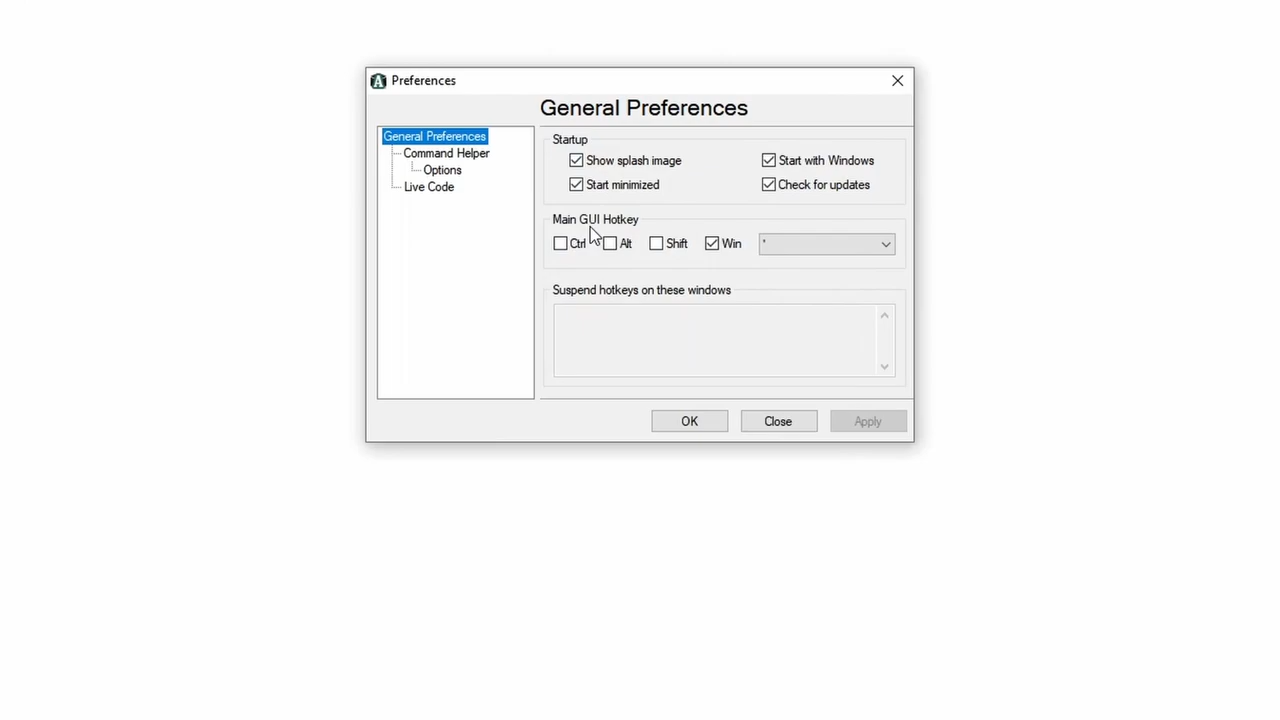 Preferences
General Preferences
General Preferences
Command Helper
Options
Live Code
Startup
Show splash image
Start with Windows
Start minimized
Check for updates
Main GUI Hotkey
Ctrl Alt Shift Win
Suspend hotkeys on these windows
OK Close Apply